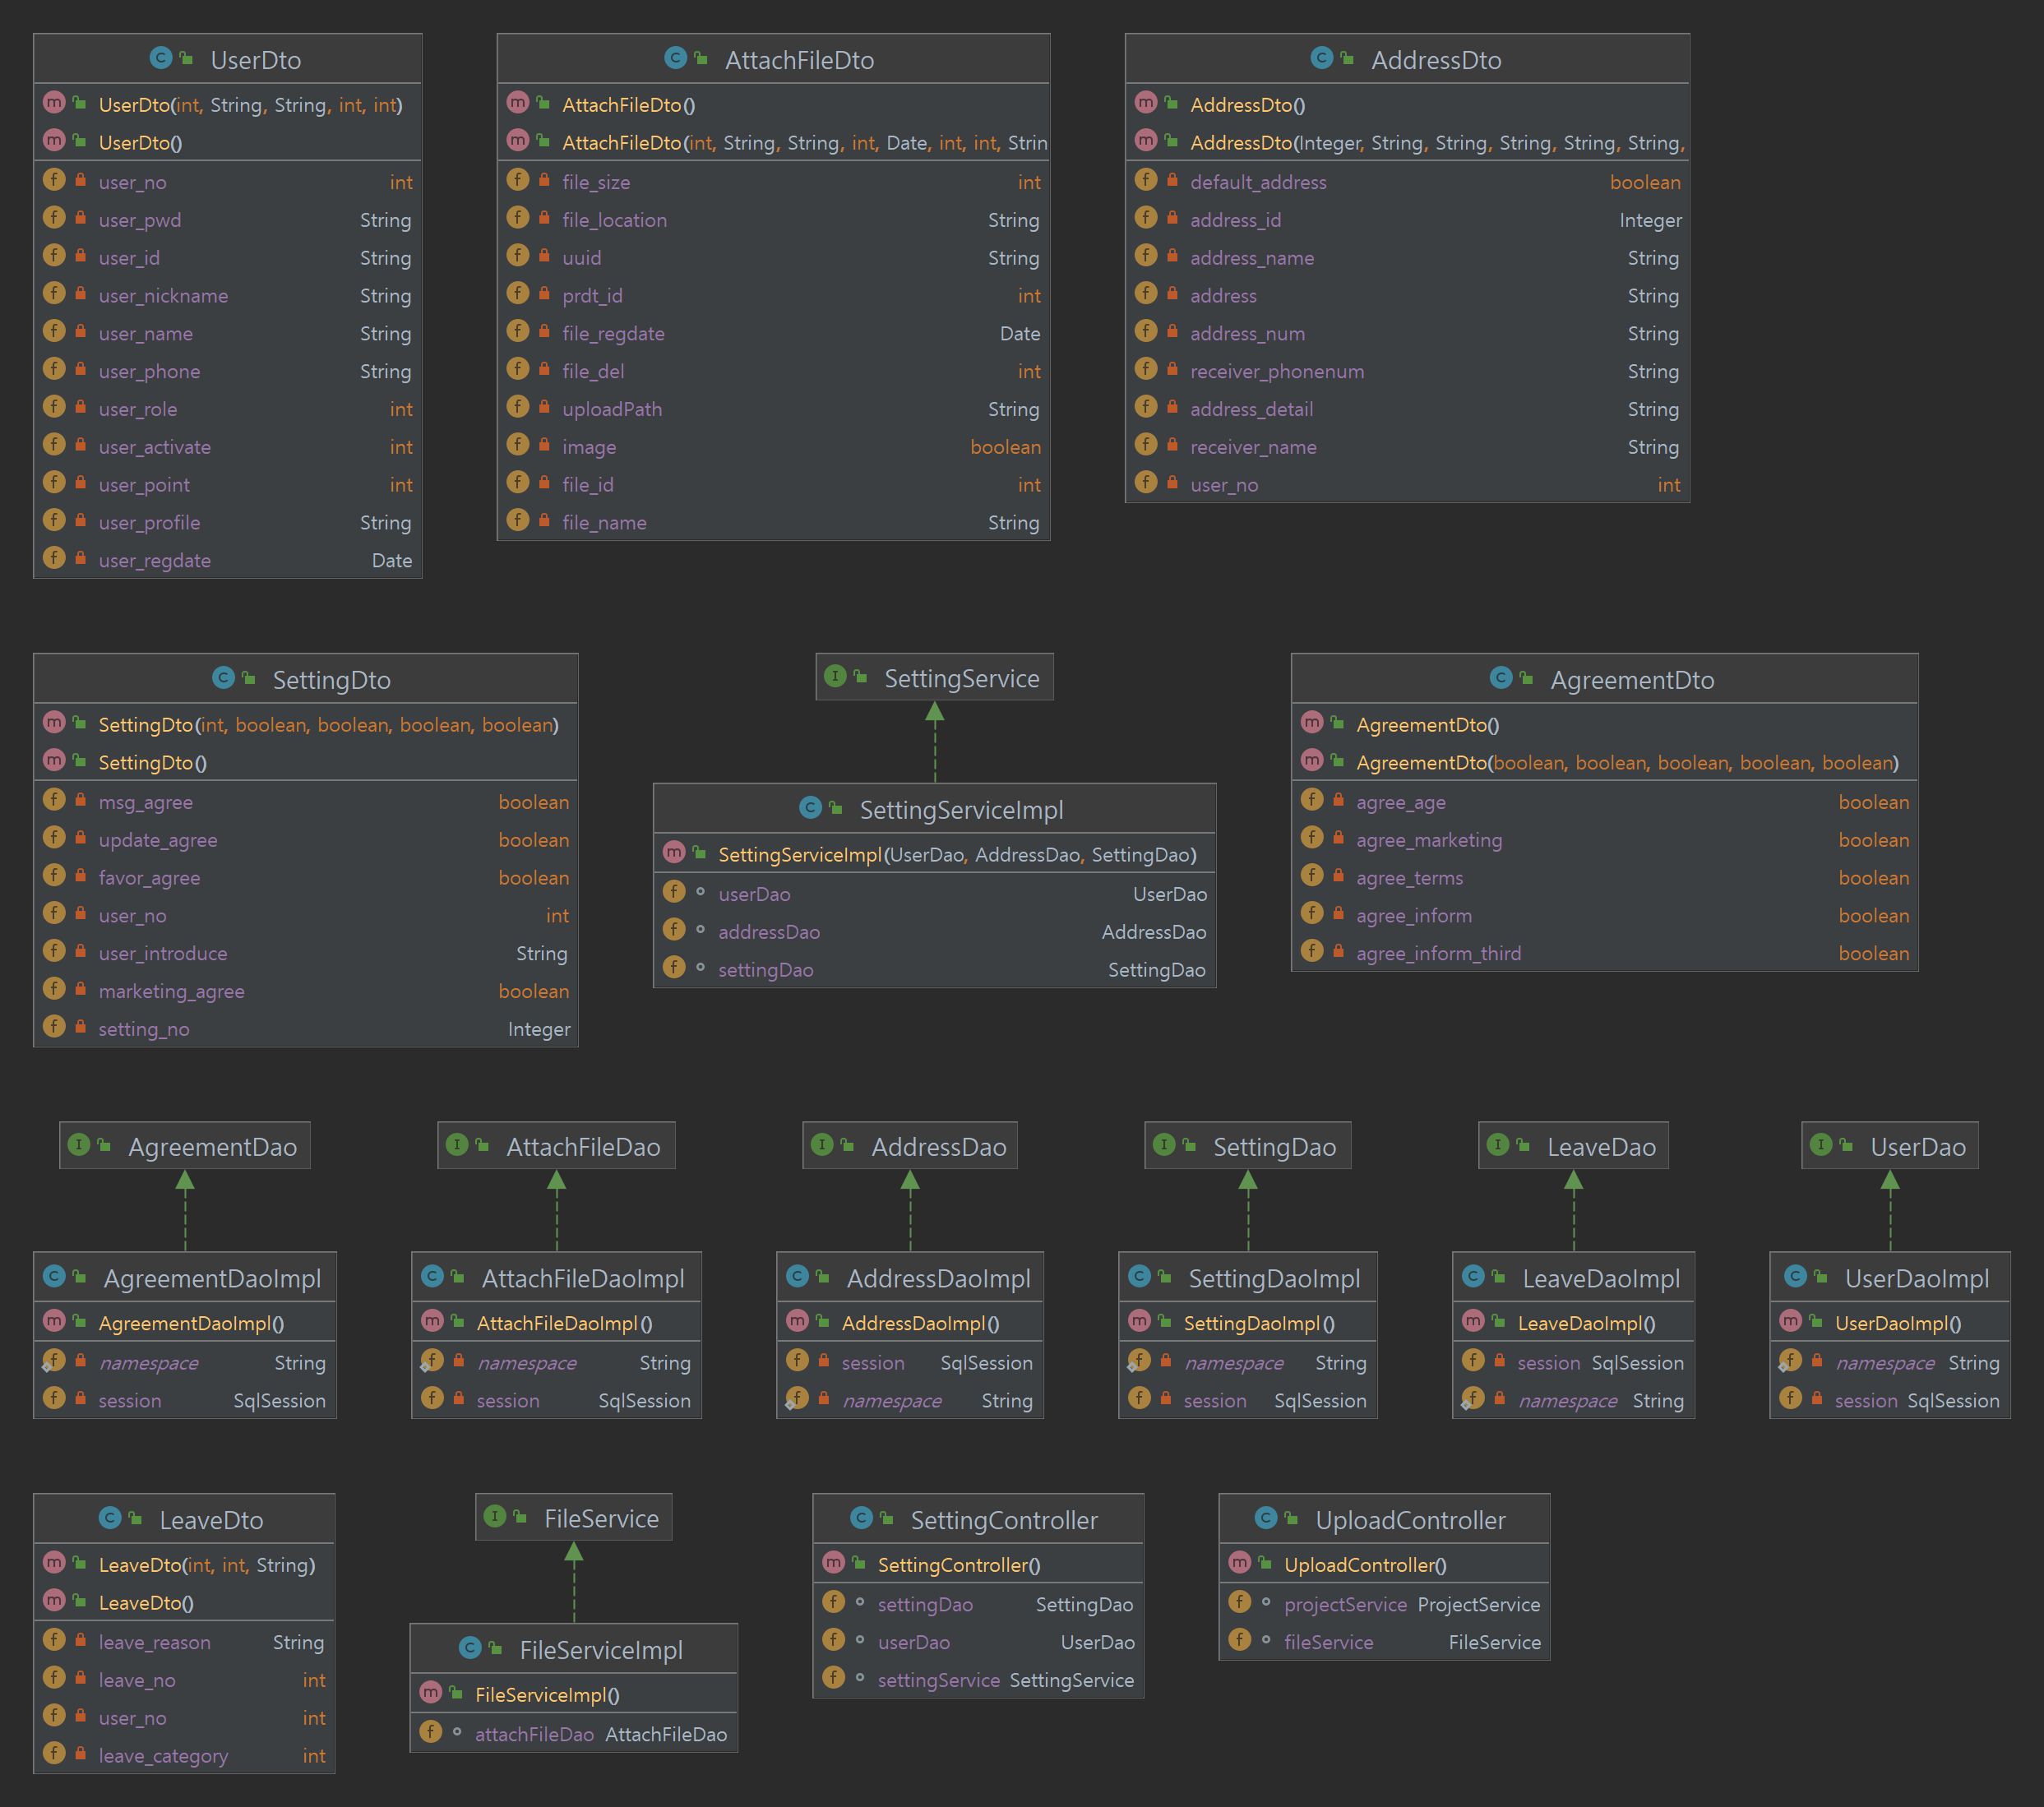 UserDto
UserDto(int, String, String, int, int)
UserDto()
user_no int
user_pwd String
user_id String
user_nickname String
user_name String
user_phone String
user_role int
user_activate int
user_point int
user_profile String
user_regdate Date
AttachFileDto
AttachFileDto()
AttachFileDto(int, String, String, int, Date, int, int, Strin
file_size int
file_location String
uuid String
prdt_id int
file_regdate Date
file_del int
uploadPath String
image boolean
file_id int
file_name String
AddressDto
AddressDto()
AddressDto(Integer, String, String, String, String, String,
default_address boolean
address_id Integer
address_name String
address String
address_num String
receiver_phonenum String
address_detail String
receiver_name String
user_no int
SettingDto
SettingDto(int, boolean, boolean, boolean, boolean)
SettingDto()
msg_agree boolean
update_agree boolean
favor_agree boolean
user_no int
user_introduce String
marketing_agree boolean
setting_no Integer
SettingService
SettingServiceImpl
SettingServiceImpl(UserDao, AddressDao, SettingDao)
userDao UserDao
addressDao AddressDao
settingDao SettingDao
AgreementDto
AgreementDto()
AgreementDto(boolean, boolean, boolean, boolean, boolean)
agree_age boolean
agree_marketing boolean
agree_terms boolean
agree_inform boolean
agree_inform_third boolean
AgreementDao
AgreementDaoImpl
AgreementDaoImpl()
namespace String
session SqlSession
AttachFileDao
AttachFileDaoImpl
AttachFileDaoImpl()
namespace String
session SqlSession
AddressDao
AddressDaoImpl
AddressDaoImpl()
session SqlSession
namespace String
SettingDao
SettingDaoImpl
SettingDaoImpl()
namespace String
session SqlSession
LeaveDao
LeaveDaoImpl
LeaveDaoImpl()
session SqlSession
namespace String
UserDao
UserDaoImpl
UserDaoImpl()
namespace String
session SqlSession
LeaveDto
LeaveDto(int, int, String)
LeaveDto()
leave_reason String
leave_no int
user_no int
leave_category int
FileService
FileServiceImpl
FileServiceImpl()
attachFileDao AttachFileDao
SettingController
SettingController()
settingDao SettingDao
userDao UserDao
settingService SettingService
UploadController
UploadController()
projectService ProjectService
fileService FileService